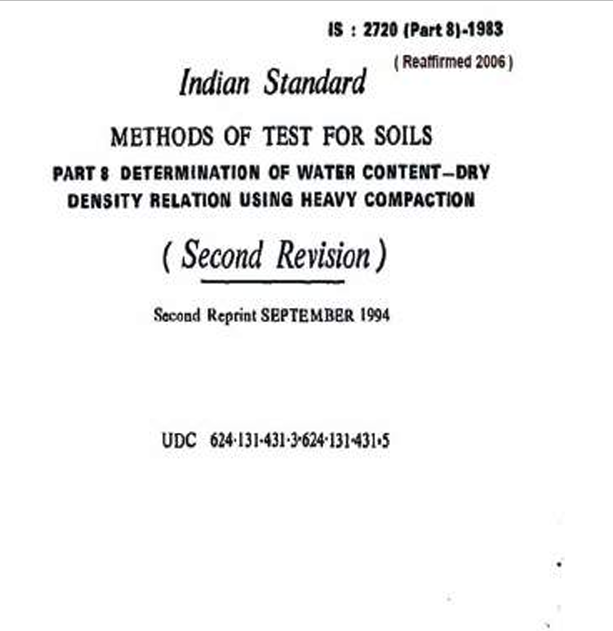 IS : 2720 (Part 8)-1983
( Reaffirmed 2006 )
Indian Standard
METHODS OF TEST FOR SOILS
PART 8 DETERMINATION OF WATER CONTENT—DRY
DENSITY RELATION USING HEAVY COMPACTION
( Second Revision )
Second Reprint SEPTEMBER 1994
UDC 624·131·431·3·624·131·431·5